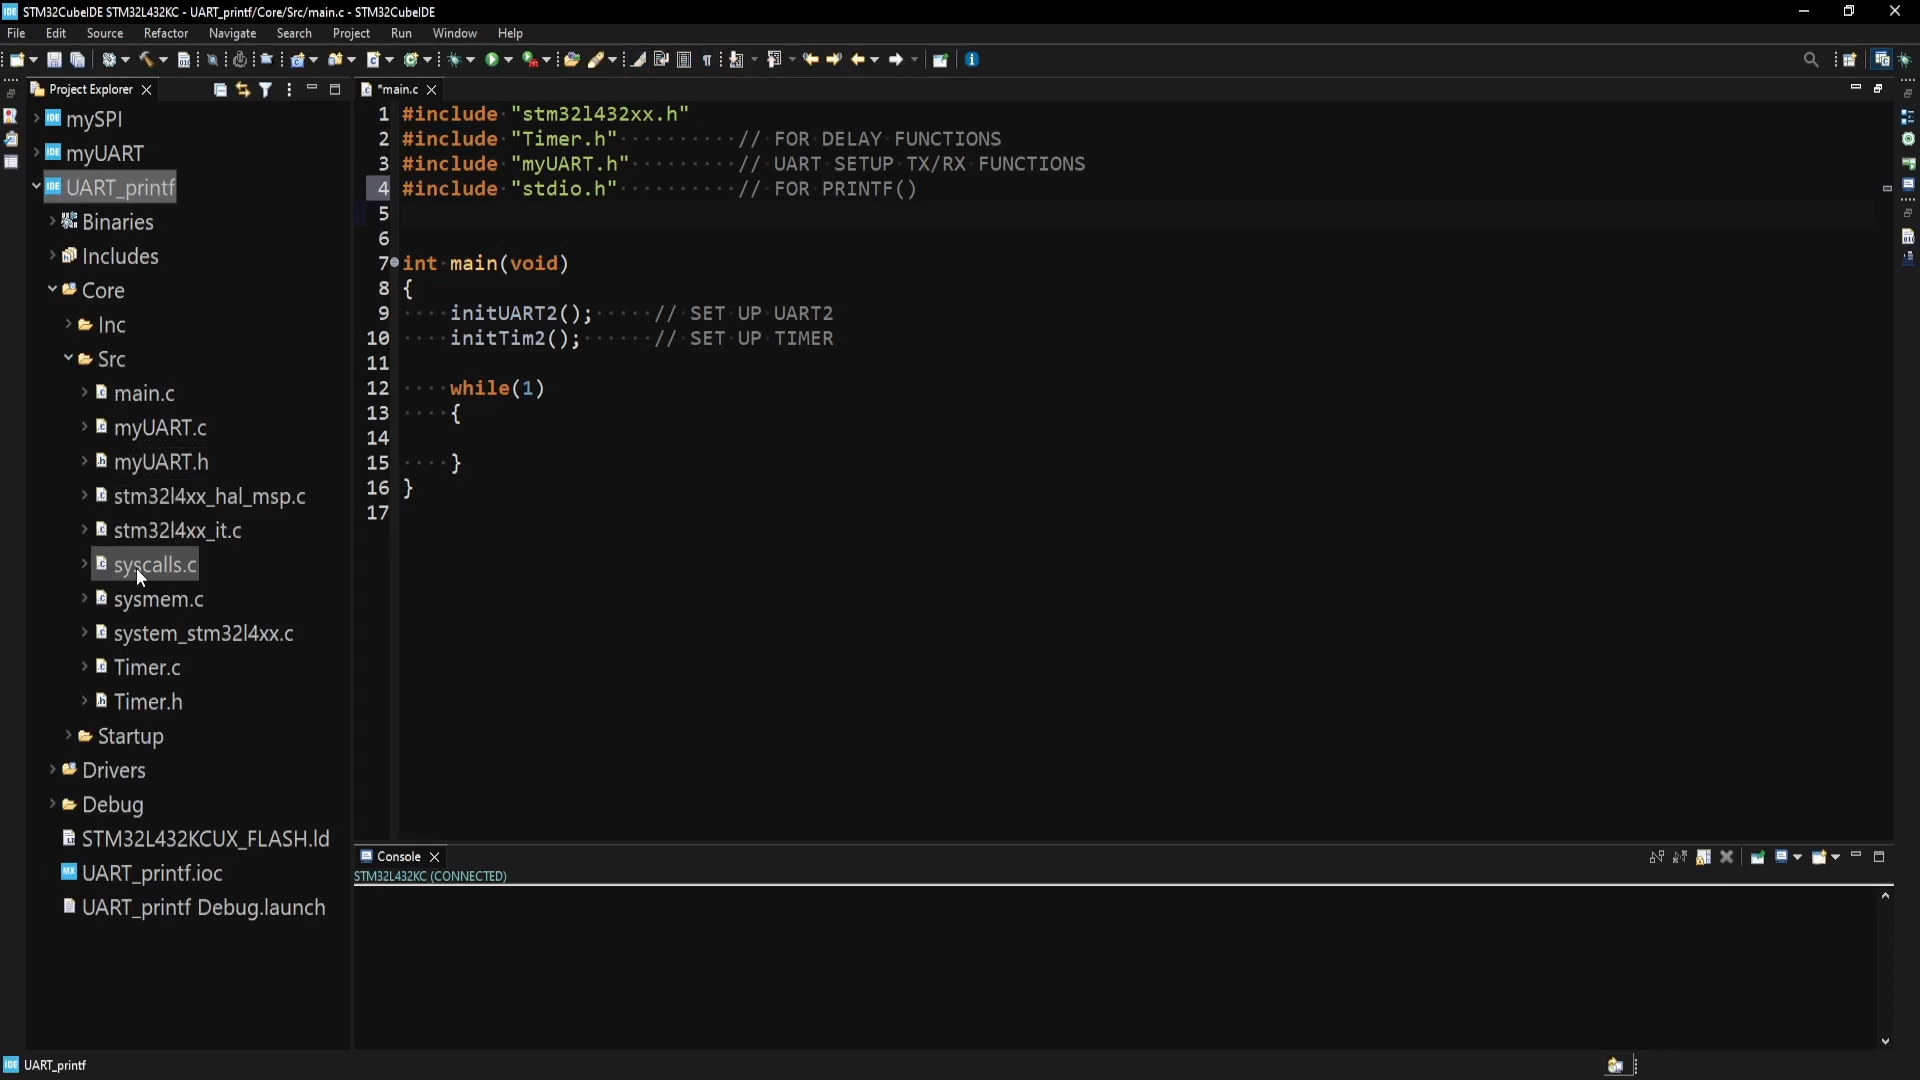 STM32CubeIDE STM32L432KC - UART_printf/Core/Src/main.c - STM32CubeIDE
File Edit Source Refactor Navigate Search Project Run Window Help
Project Explorer
*main.c
mySPI
myUART
UART_printf
Binaries
Includes
Core
Inc
Src
main.c
myUART.c
myUART.h
stm32l4xx_hal_msp.c
stm32l4xx_it.c
syscalls.c
sysmem.c
system_stm32l4xx.c
Timer.c
Timer.h
Startup
Drivers
Debug
STM32L432KCUX_FLASH.ld
UART_printf.ioc
UART_printf Debug.launch
1 #include "stm32l432xx.h"
2 #include "Timer.h" // FOR DELAY FUNCTIONS
3 #include "myUART.h" // UART SETUP TX/RX FUNCTIONS
4 #include "stdio.h" // FOR PRINTF()
5
6
7 int main(void)
8 {
9 initUART2(); // SET UP UART2
10 initTim2(); // SET UP TIMER
11
12 while(1)
13 {
14
15 }
16 }
17
Console
STM32L432KC (CONNECTED)
UART_printf